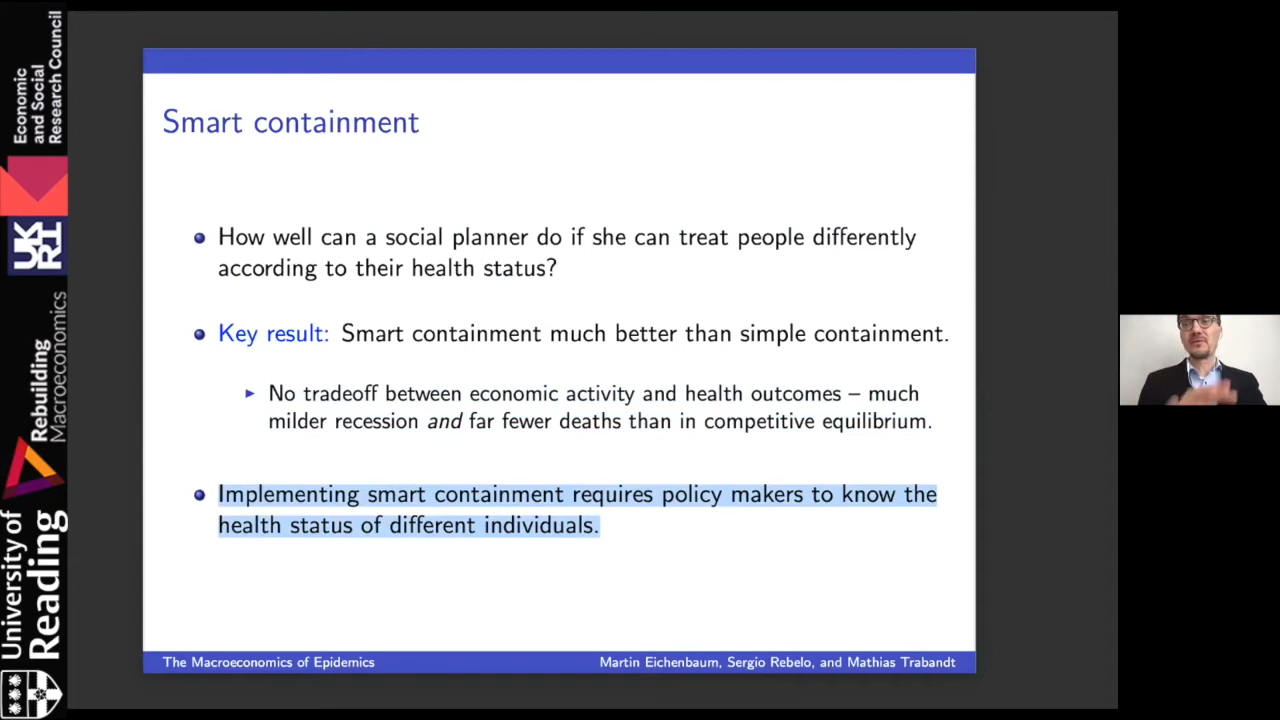 Economic
and Social
Research Council
UKRI
Rebuilding
Macroeconomics
University of
Reading
Smart containment
How well can a social planner do if she can treat people differently
according to their health status?
Key result: Smart containment much better than simple containment.
No tradeoff between economic activity and health outcomes – much
milder recession and far fewer deaths than in competitive equilibrium.
Implementing smart containment requires policy makers to know the
health status of different individuals.
The Macroeconomics of Epidemics
Martin Eichenbaum, Sergio Rebelo, and Mathias Trabandt